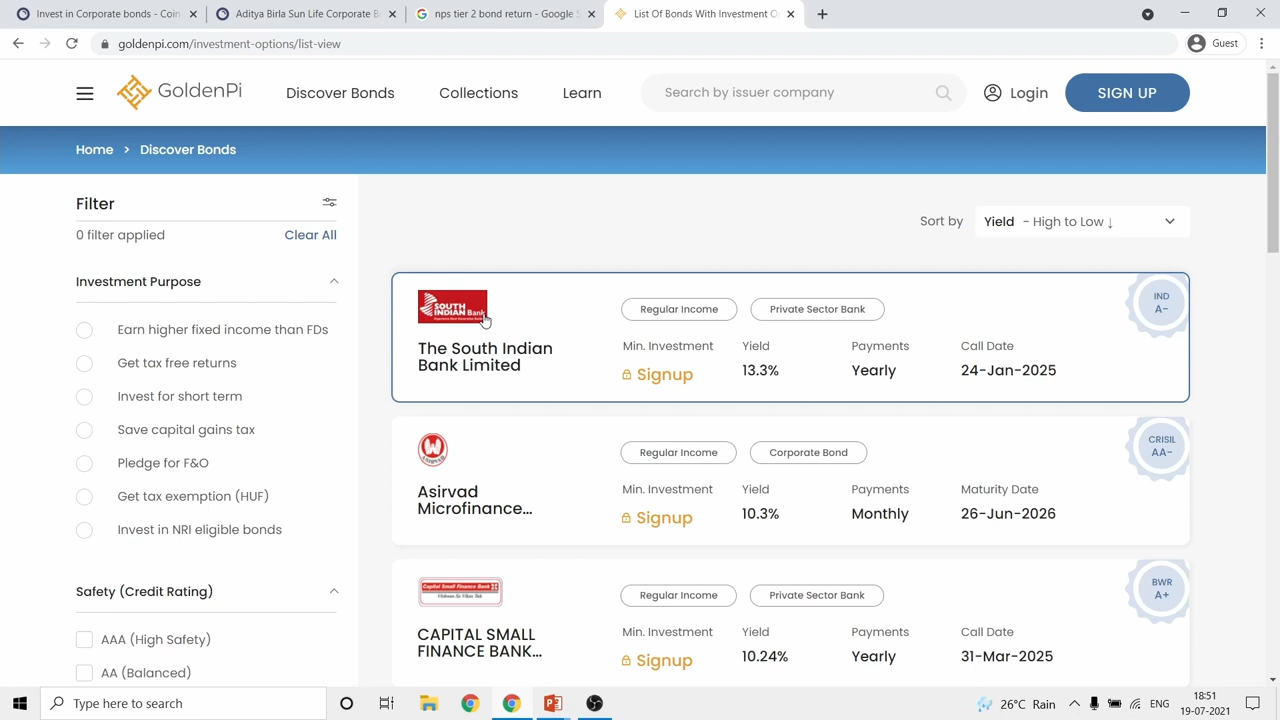 Invest in Corporate bonds - Coin
Aditya Birla Sun Life Corporate B
nps tier 2 bond return - Google S
List Of Bonds With Investment O
goldenpi.com/investment-options/list-view
Guest
GoldenPi
Discover Bonds
Collections
Learn
Search by issuer company
Login
SIGN UP
Home > Discover Bonds
Filter
0 filter applied
Clear All
Sort by
Yield - High to Low ↓
Investment Purpose
Earn higher fixed income than FDs
Get tax free returns
Invest for short term
Save capital gains tax
Pledge for F&O
Get tax exemption (HUF)
Invest in NRI eligible bonds
Safety (Credit Rating)
AAA (High Safety)
AA (Balanced)
SOUTH
INDIAN Bank
The South Indian
Bank Limited
Regular Income
Private Sector Bank
Min. Investment
Signup
Yield
13.3%
Payments
Yearly
Call Date
24-Jan-2025
IND
A-
ASIRVAD
Asirvad
Microfinance...
Regular Income
Corporate Bond
Min. Investment
Signup
Yield
10.3%
Payments
Monthly
Maturity Date
26-Jun-2026
CRISIL
AA-
Capital Small Finance Bank
CAPITAL SMALL
FINANCE BANK...
Regular Income
Private Sector Bank
Min. Investment
Signup
Yield
10.24%
Payments
Yearly
Call Date
31-Mar-2025
BWR
A+
Type here to search
26°C Rain
ENG
18:51
19-07-2021